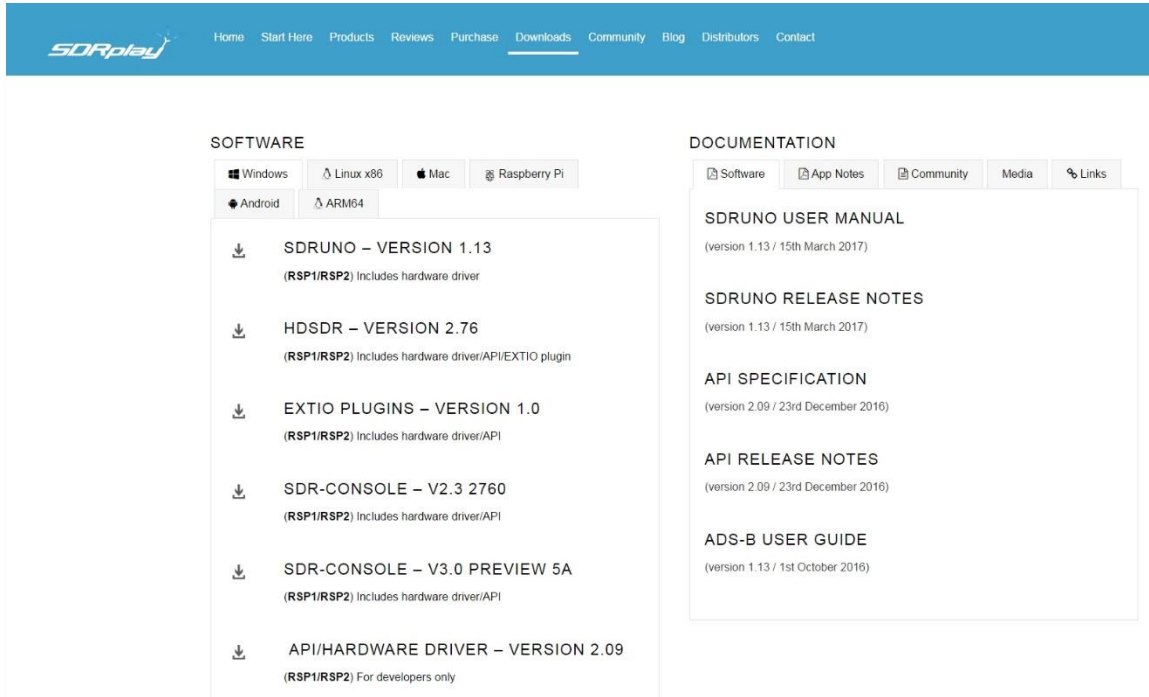 SDRplay
Home Start Here Products Reviews Purchase Downloads Community Blog Distributors Contact
SOFTWARE
Windows Linux x86 Mac Raspberry Pi
Android ARM64
SDRUNO – VERSION 1.13
(RSP1/RSP2) Includes hardware driver
HDSDR – VERSION 2.76
(RSP1/RSP2) Includes hardware driver/API/EXTIO plugin
EXTIO PLUGINS – VERSION 1.0
(RSP1/RSP2) Includes hardware driver/API
SDR-CONSOLE – V2.3 2760
(RSP1/RSP2) Includes hardware driver/API
SDR-CONSOLE – V3.0 PREVIEW 5A
(RSP1/RSP2) Includes hardware driver/API
API/HARDWARE DRIVER – VERSION 2.09
(RSP1/RSP2) For developers only
DOCUMENTATION
Software App Notes Community Media Links
SDRUNO USER MANUAL
(version 1.13 / 15th March 2017)
SDRUNO RELEASE NOTES
(version 1.13 / 15th March 2017)
API SPECIFICATION
(version 2.09 / 23rd December 2016)
API RELEASE NOTES
(version 2.09 / 23rd December 2016)
ADS-B USER GUIDE
(version 1.13 / 1st October 2016)